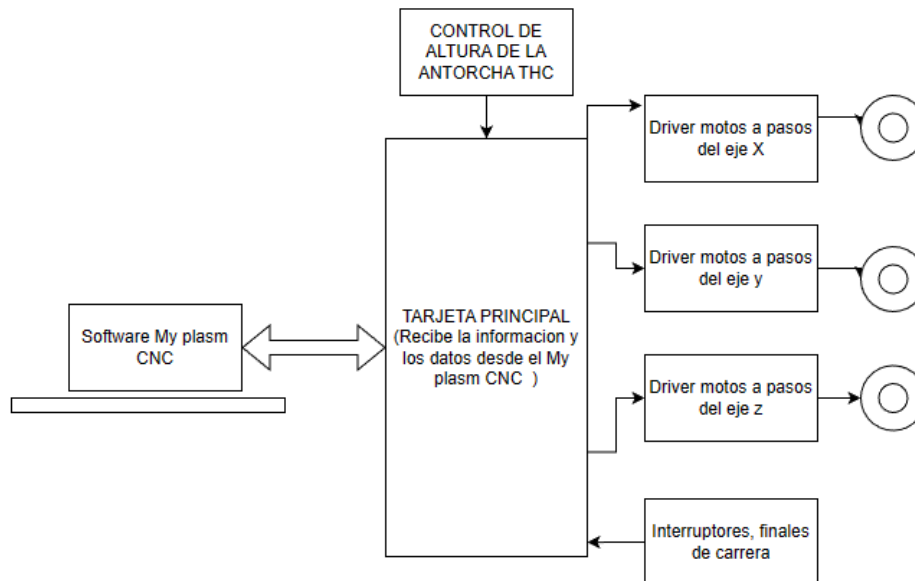 CONTROL DE
ALTURA DE LA
ANTORCHA THC
Driver motos a pasos
del eje X
Driver motos a pasos
del eje y
Software My plasm
CNC
TARJETA PRINCIPAL
(Recibe la informacion y
los datos desde el My
plasm CNC )
Driver motos a pasos
del eje z
Interruptores, finales
de carrera